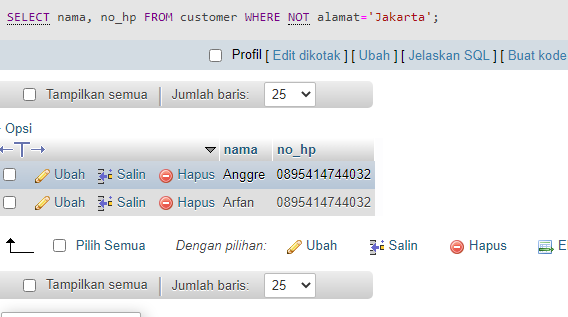 SELECT nama, no_hp FROM customer WHERE NOT alamat='Jakarta';
Profil [ Edit dikotak ] [ Ubah ] [ Jelaskan SQL ] [ Buat kode
Tampilkan semua | Jumlah baris: 25
Opsi
nama no_hp
Ubah Salin Hapus Anggre 0895414744032
Ubah Salin Hapus Arfan 0895414744032
Pilih Semua Dengan pilihan: Ubah Salin Hapus
Tampilkan semua | Jumlah baris: 25